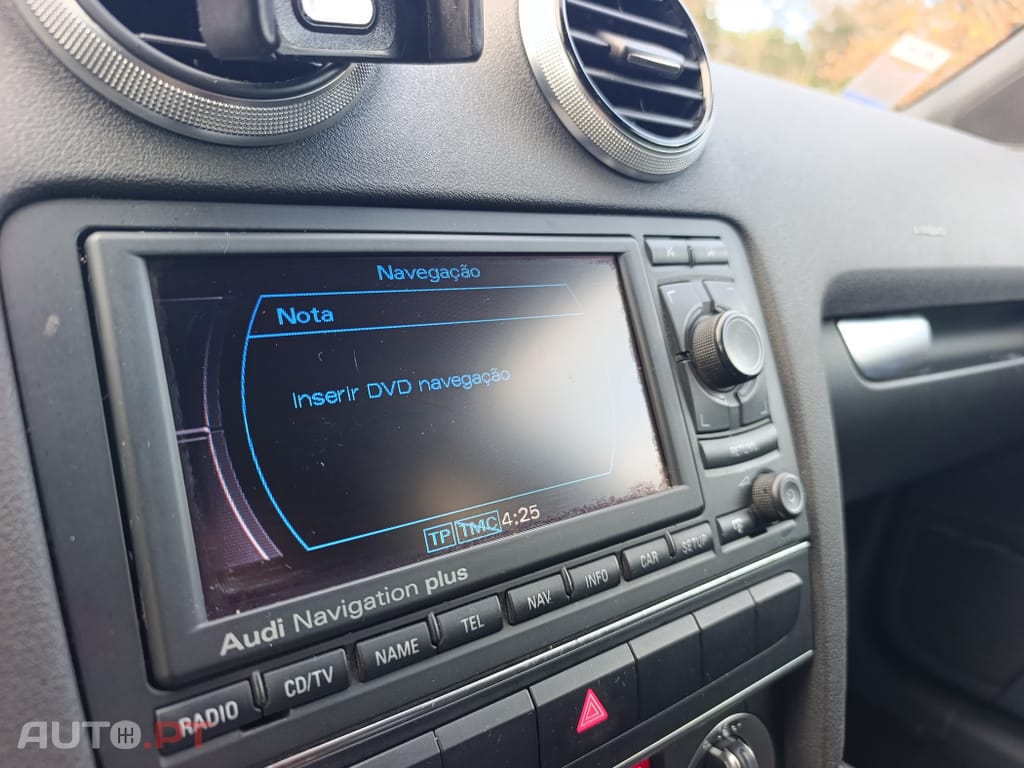 Navegação
Nota
Inserir DVD navegação
TP TMC 4:25
Audi Navigation plus
RETURN
RADIO
CD/TV
NAME
TEL
NAV
INFO
CAR
SETUP
AUTO.PT